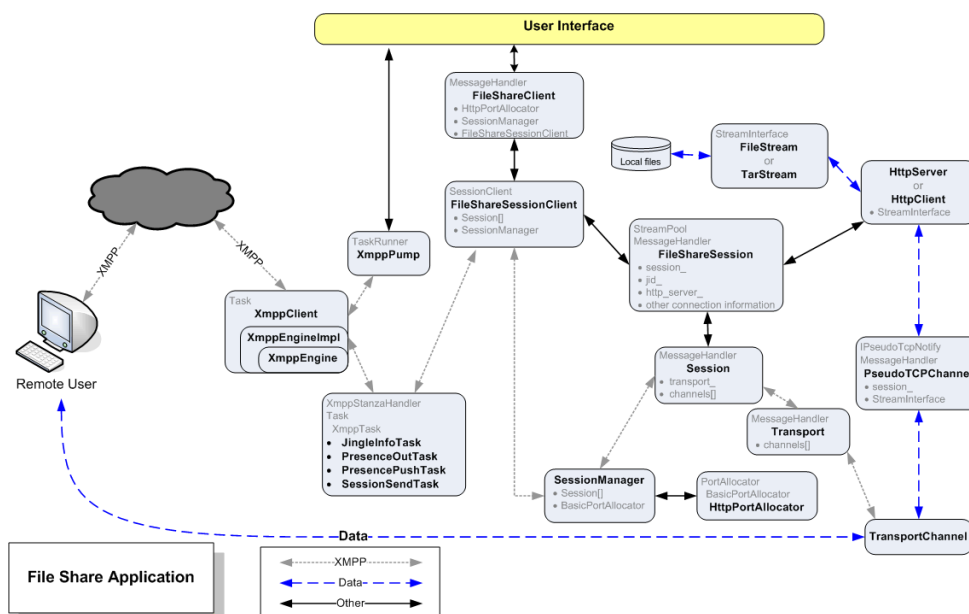 User Interface
MessageHandler
FileShareClient
• HttpPortAllocator
• SessionManager
• FileShareSessionClient
StreamInterface
FileStream
or
TarStream
Local files
HttpServer
or
HttpClient
• StreamInterface
SessionClient
FileShareSessionClient
• Session[]
• SessionManager
StreamPool
MessageHandler
FileShareSession
• session_
• jid_
• http_server_
• other connection information
TaskRunner
XmppPump
XMPP
XMPP
Task
XmppClient
XmppEngineImpl
XmppEngine
Remote User
IPseudoTcpNotify
MessageHandler
PseudoTCPChannel
• session_
• StreamInterface
MessageHandler
Session
• transport_
• channels[]
XmppStanzaHandler
Task
XmppTask
• JingleInfoTask
• PresenceOutTask
• PresencePushTask
• SessionSendTask
MessageHandler
Transport
• channels[]
SessionManager
• Session[]
• BasicPortAllocator
PortAllocator
BasicPortAllocator
HttpPortAllocator
TransportChannel
Data
File Share Application
XMPP
Data
Other